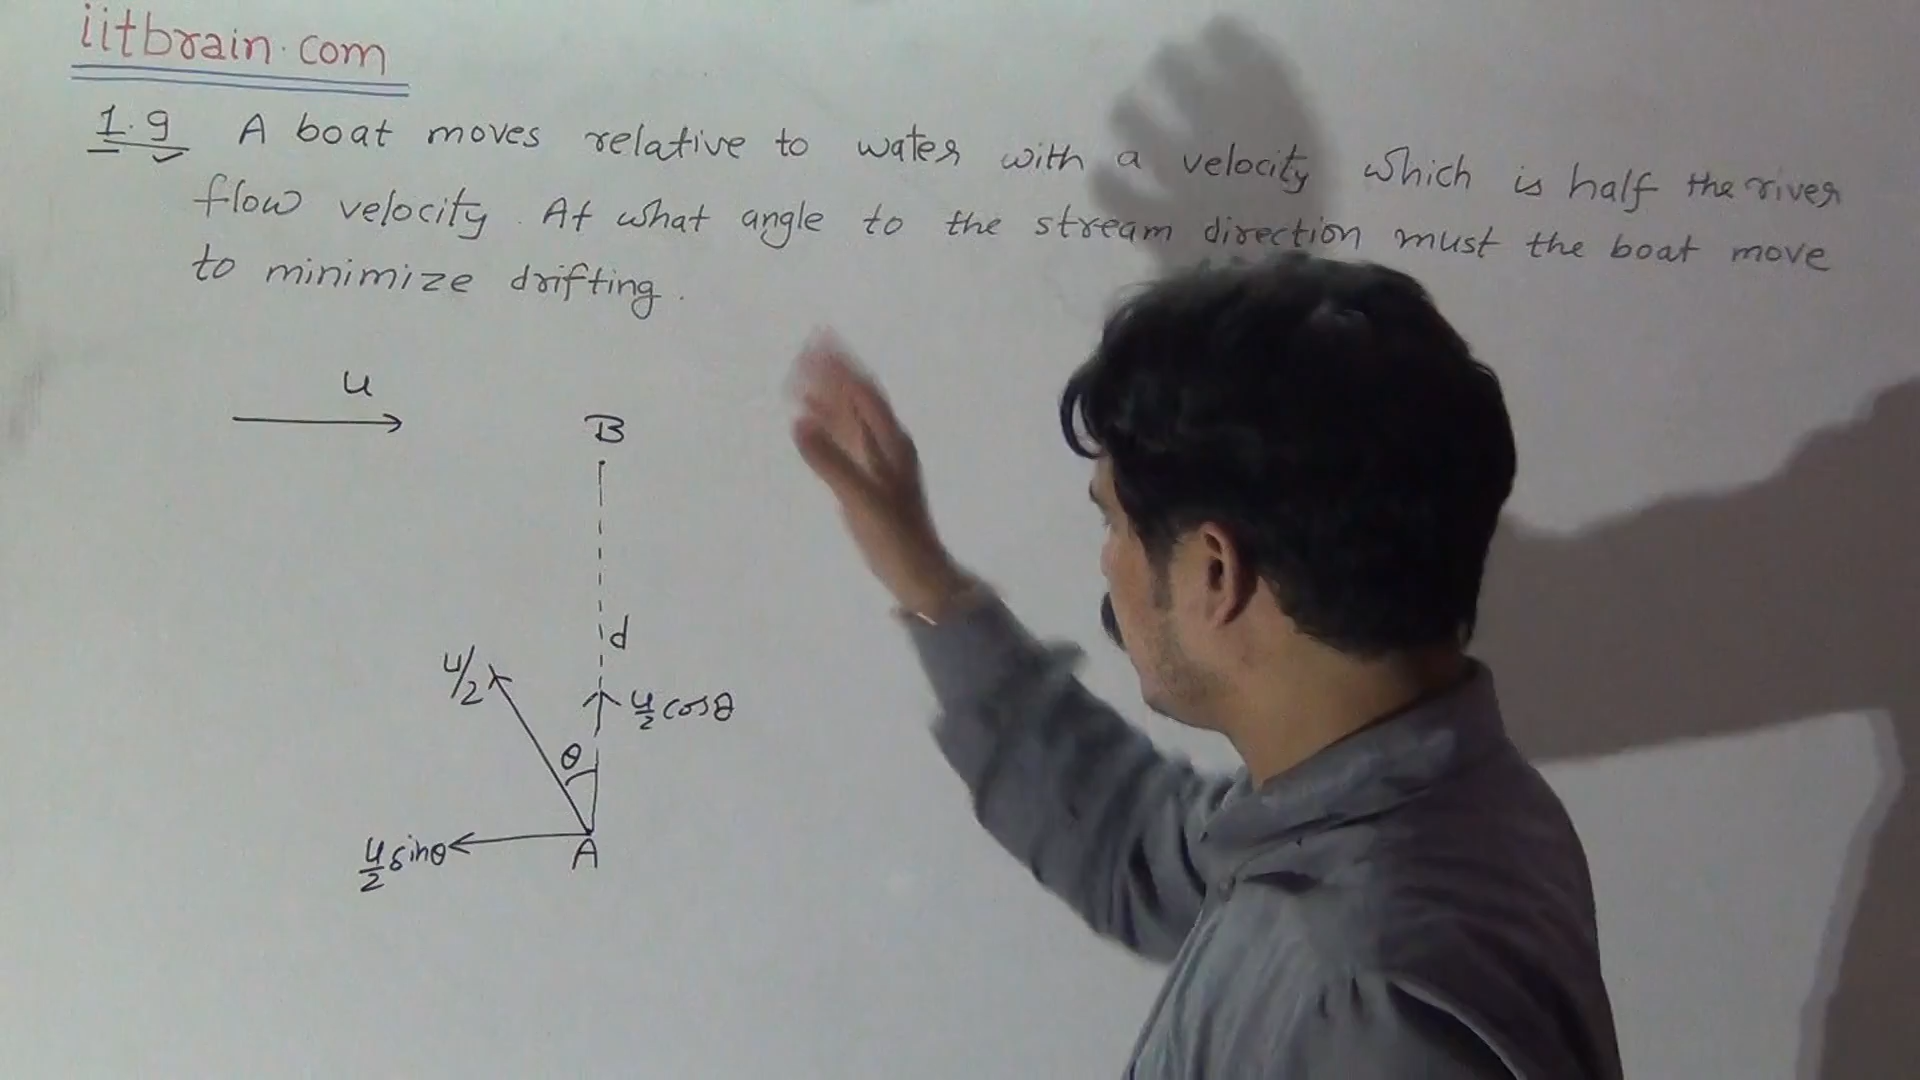 iitbrain.com
1.9 A boat moves relative to water with a velocity which is half the river
flow velocity. At what angle to the stream direction must the boat move
to minimize drifting.
u
B
d
u/2
u/2 cosθ
θ
u/2 sinθ
A